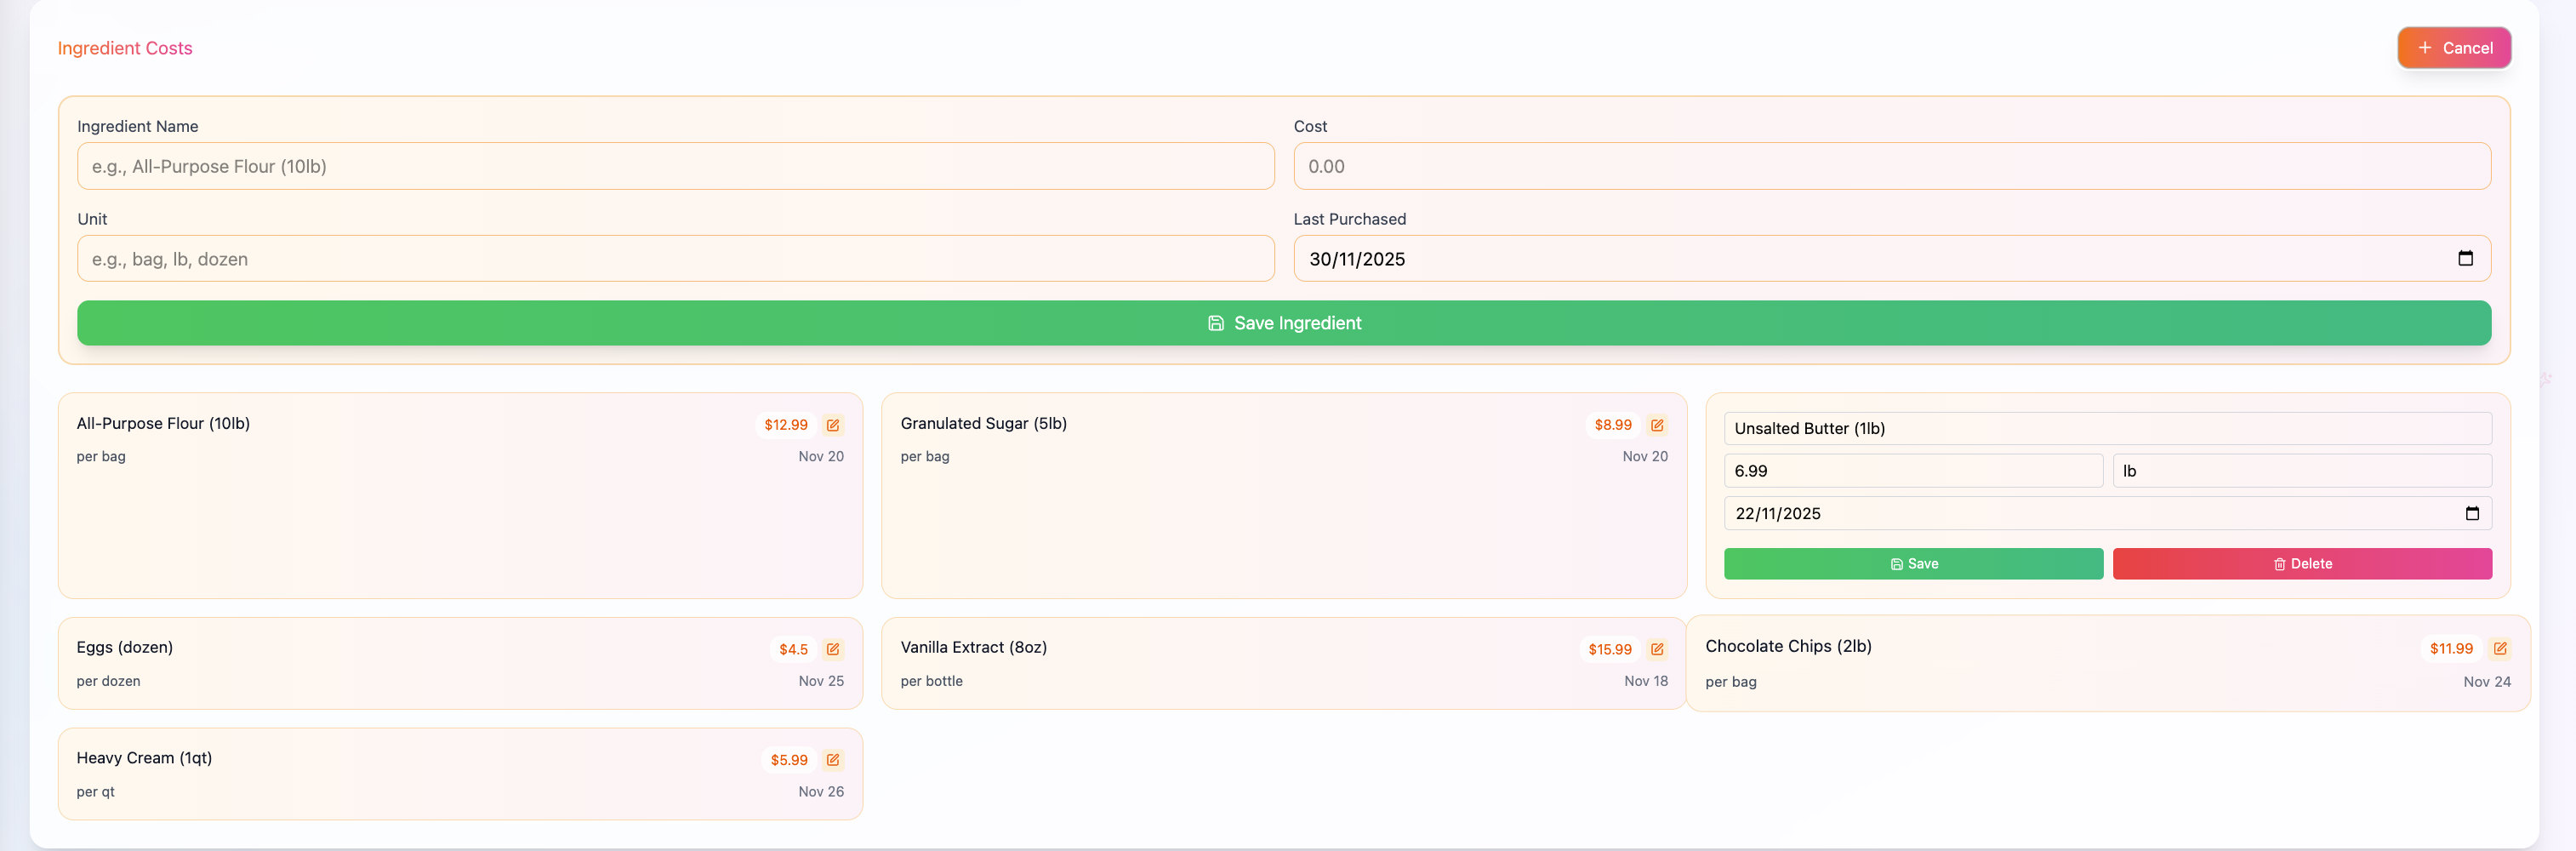 Ingredient Costs
Cancel
Ingredient Name
Cost
e.g., All-Purpose Flour (10lb)
0.00
Unit
Last Purchased
e.g., bag, lb, dozen
30/11/2025
Save Ingredient
All-Purpose Flour (10lb)
$12.99
per bag
Nov 20
Granulated Sugar (5lb)
$8.99
per bag
Nov 20
Unsalted Butter (1lb)
6.99
lb
22/11/2025
Save
Delete
Eggs (dozen)
$4.5
per dozen
Nov 25
Vanilla Extract (8oz)
$15.99
per bottle
Nov 18
Chocolate Chips (2lb)
$11.99
per bag
Nov 24
Heavy Cream (1qt)
$5.99
per qt
Nov 26